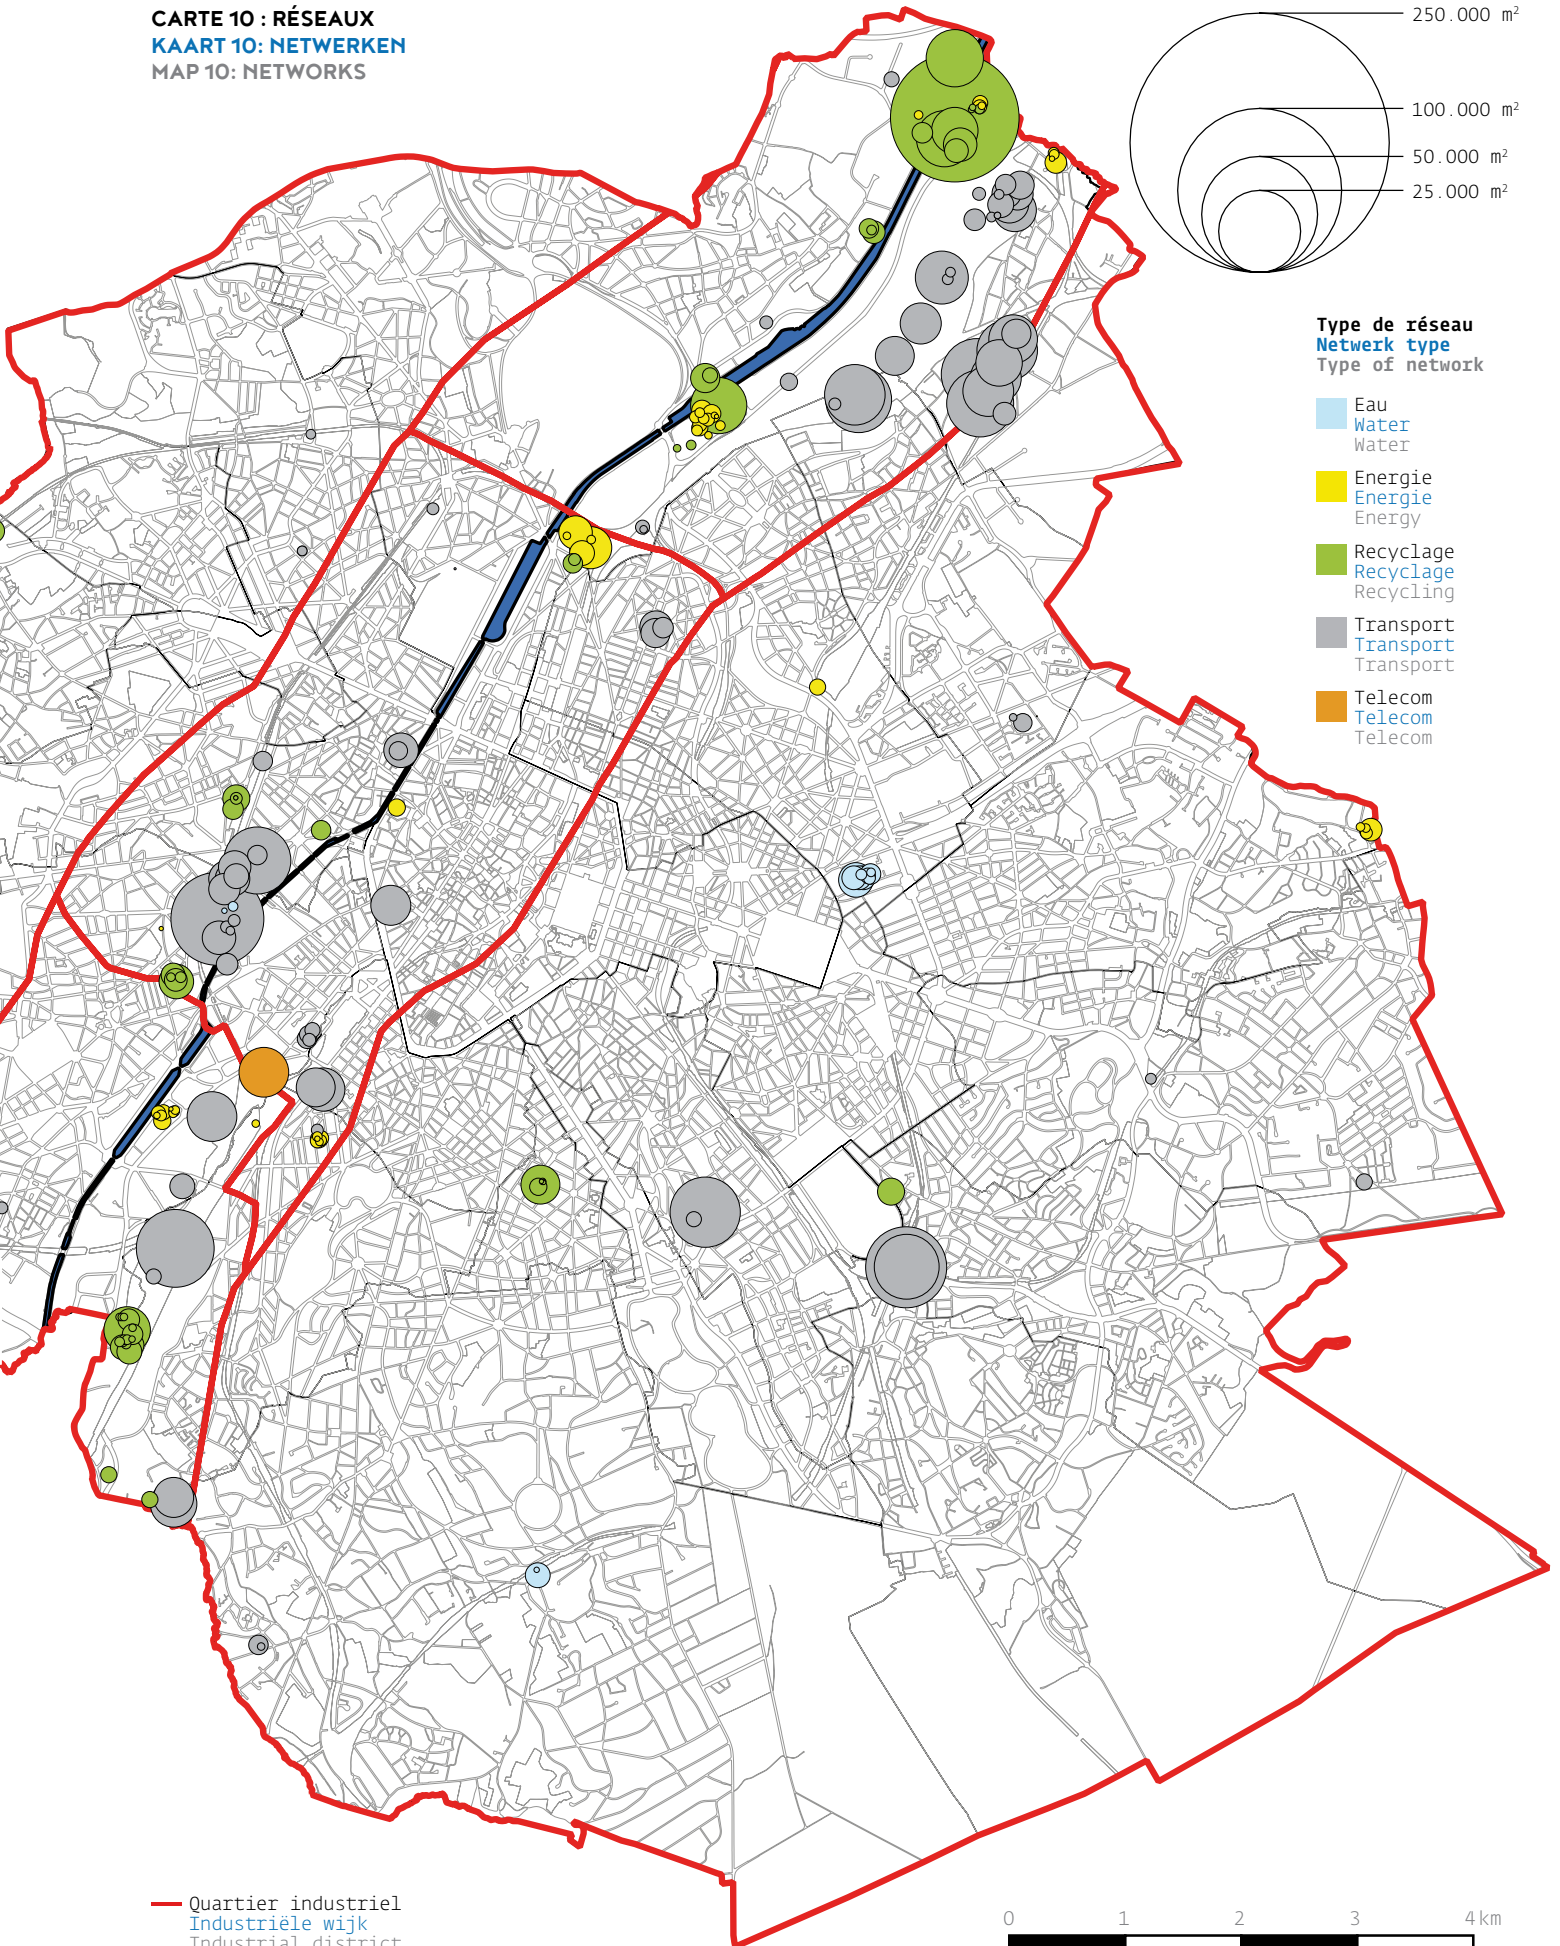 CARTE 10 : RÉSEAUX
KAART 10: NETWERKEN
MAP 10: NETWORKS
250.000 m²
100.000 m²
50.000 m²
25.000 m²
Type de réseau
Netwerk type
Type of network
Eau
Water
Water
Energie
Energie
Energy
Recyclage
Recyclage
Recycling
Transport
Transport
Transport
Telecom
Telecom
Telecom
Quartier industriel
Industriële wijk
Industrial district
0 1 2 3 4 km